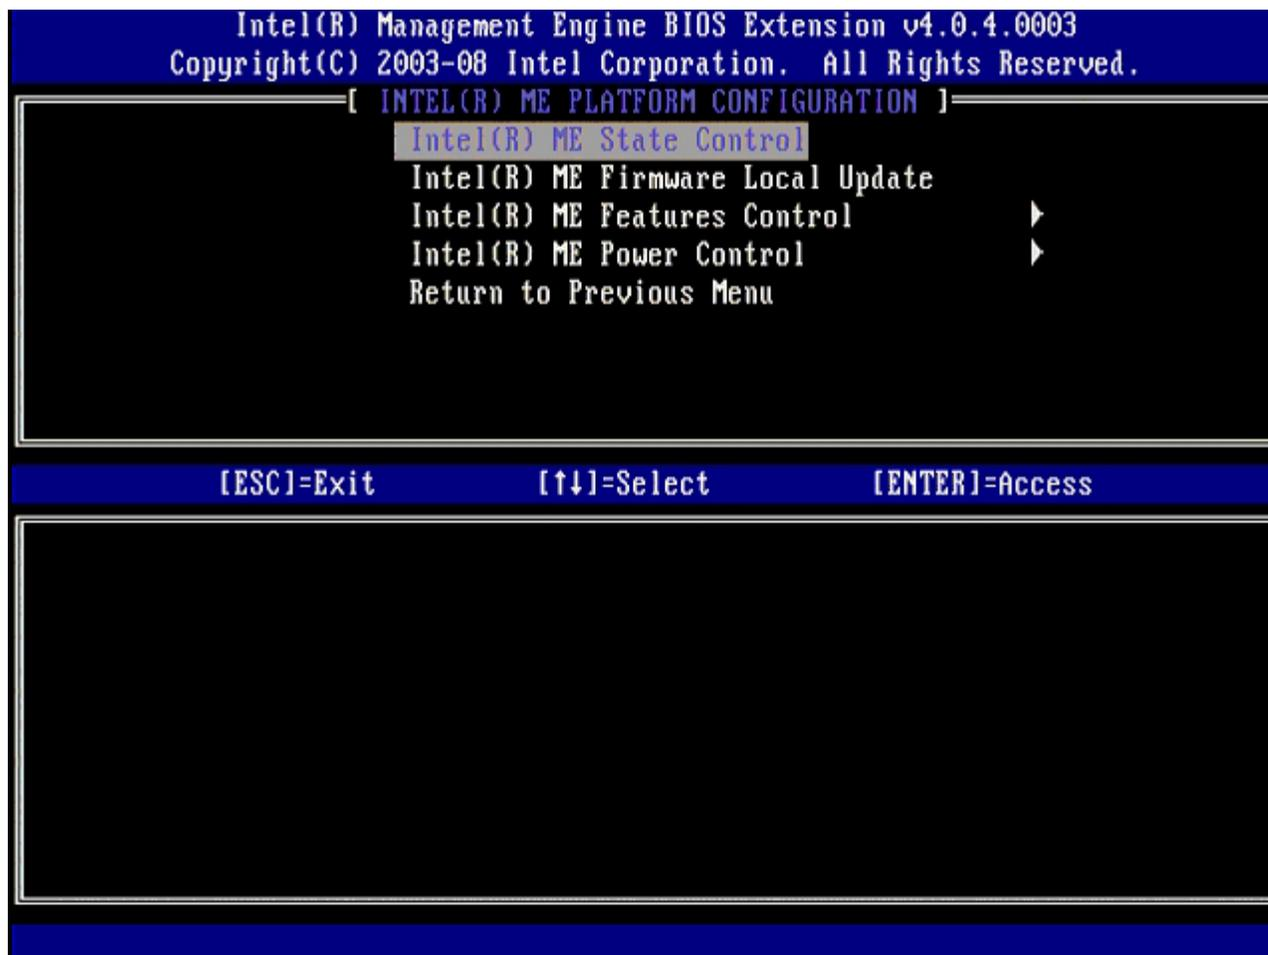 Intel(R) Management Engine BIOS Extension v4.0.4.0003
Copyright(C) 2003-08 Intel Corporation. All Rights Reserved.
[ INTEL(R) ME PLATFORM CONFIGURATION ]
Intel(R) ME State Control
Intel(R) ME Firmware Local Update
Intel(R) ME Features Control ►
Intel(R) ME Power Control ►
Return to Previous Menu
[ESC]=Exit [↑↓]=Select [ENTER]=Access